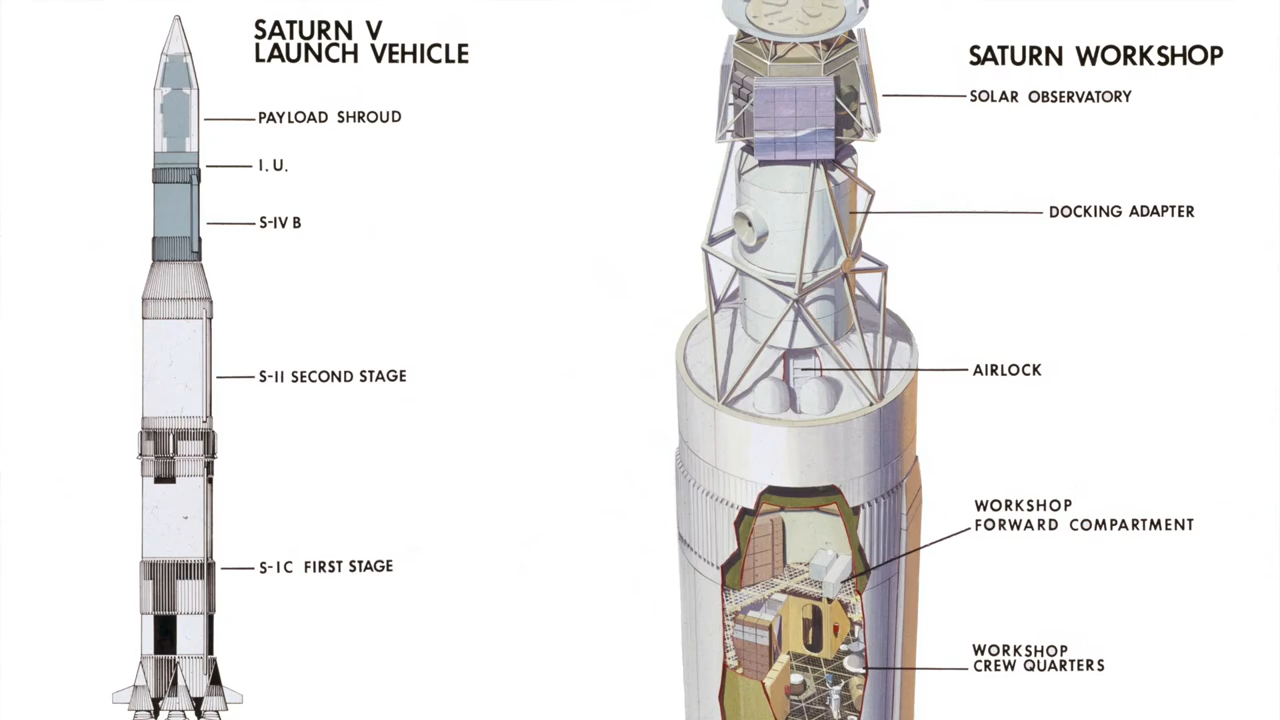 SATURN V
LAUNCH VEHICLE
PAYLOAD SHROUD
I. U.
S-IV B
S-II SECOND STAGE
S-IC FIRST STAGE
SATURN WORKSHOP
SOLAR OBSERVATORY
DOCKING ADAPTER
AIRLOCK
WORKSHOP
FORWARD COMPARTMENT
WORKSHOP
CREW QUARTERS